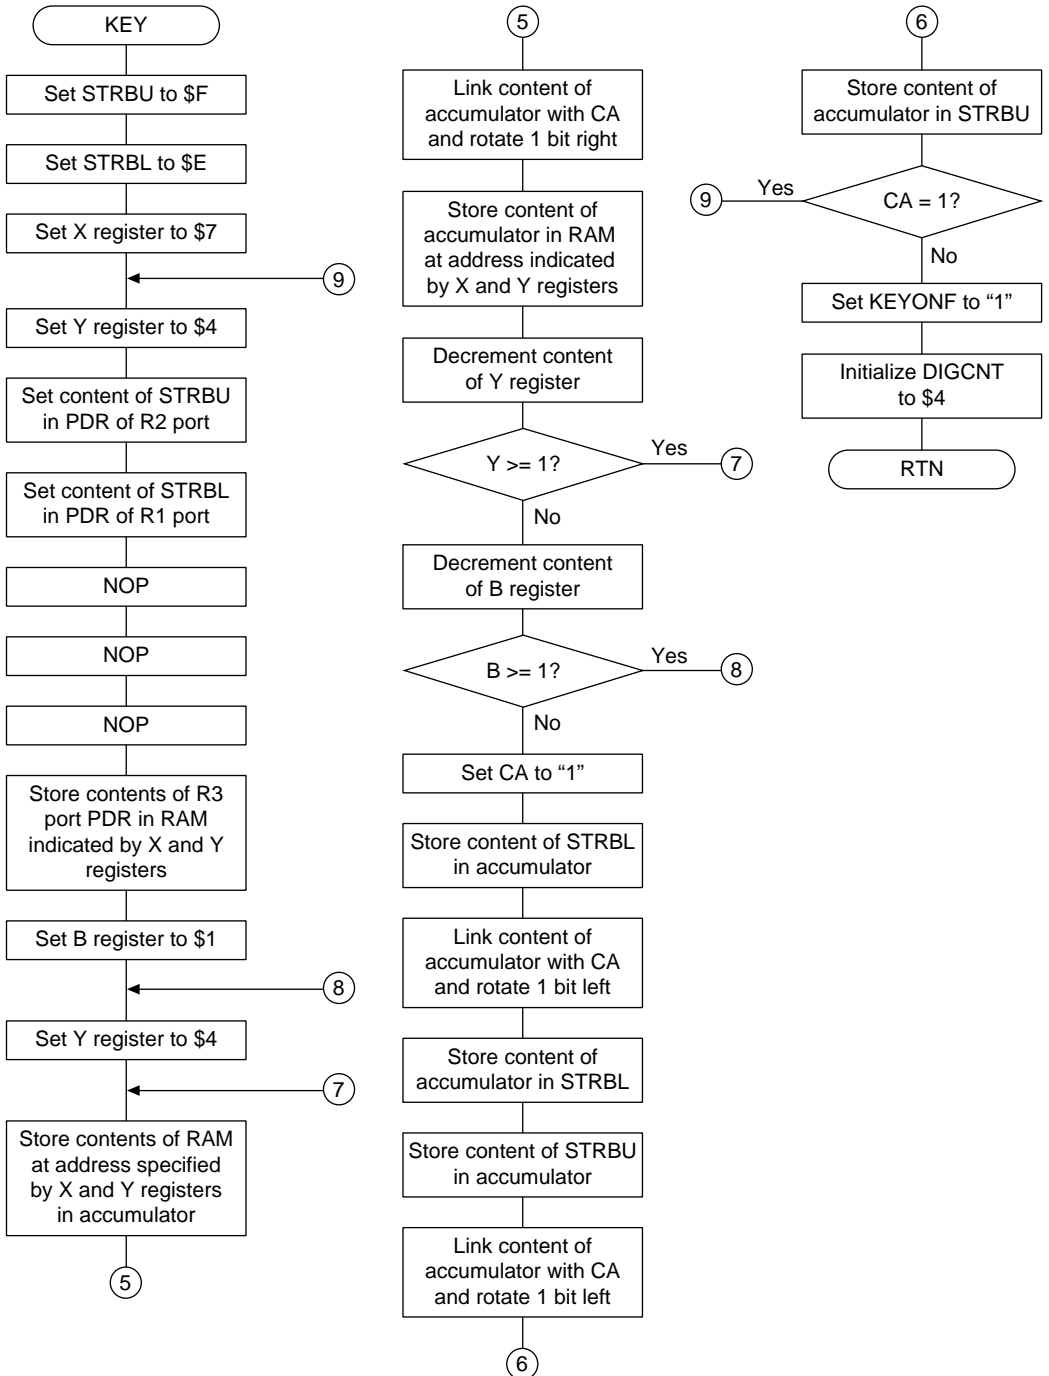 KEY
Set STRBU to $F
Set STRBL to $E
Set X register to $7
9
Set Y register to $4
Set content of STRBU
in PDR of R2 port
Set content of STRBL
in PDR of R1 port
NOP
NOP
NOP
Store contents of R3
port PDR in RAM
indicated by X and Y
registers
Set B register to $1
8
Set Y register to $4
7
Store contents of RAM
at address specified
by X and Y registers
in accumulator
5
5
Link content of
accumulator with CA
and rotate 1 bit right
Store content of
accumulator in RAM
at address indicated
by X and Y registers
Decrement content
of Y register
Y >= 1?
Yes
7
No
Decrement content
of B register
B >= 1?
Yes
8
No
Set CA to “1”
Store content of STRBL
in accumulator
Link content of
accumulator with CA
and rotate 1 bit left
Store content of
accumulator in STRBL
Store content of STRBU
in accumulator
Link content of
accumulator with CA
and rotate 1 bit left
6
6
Store content of
accumulator in STRBU
9
Yes
CA = 1?
No
Set KEYONF to “1”
Initialize DIGCNT
to $4
RTN